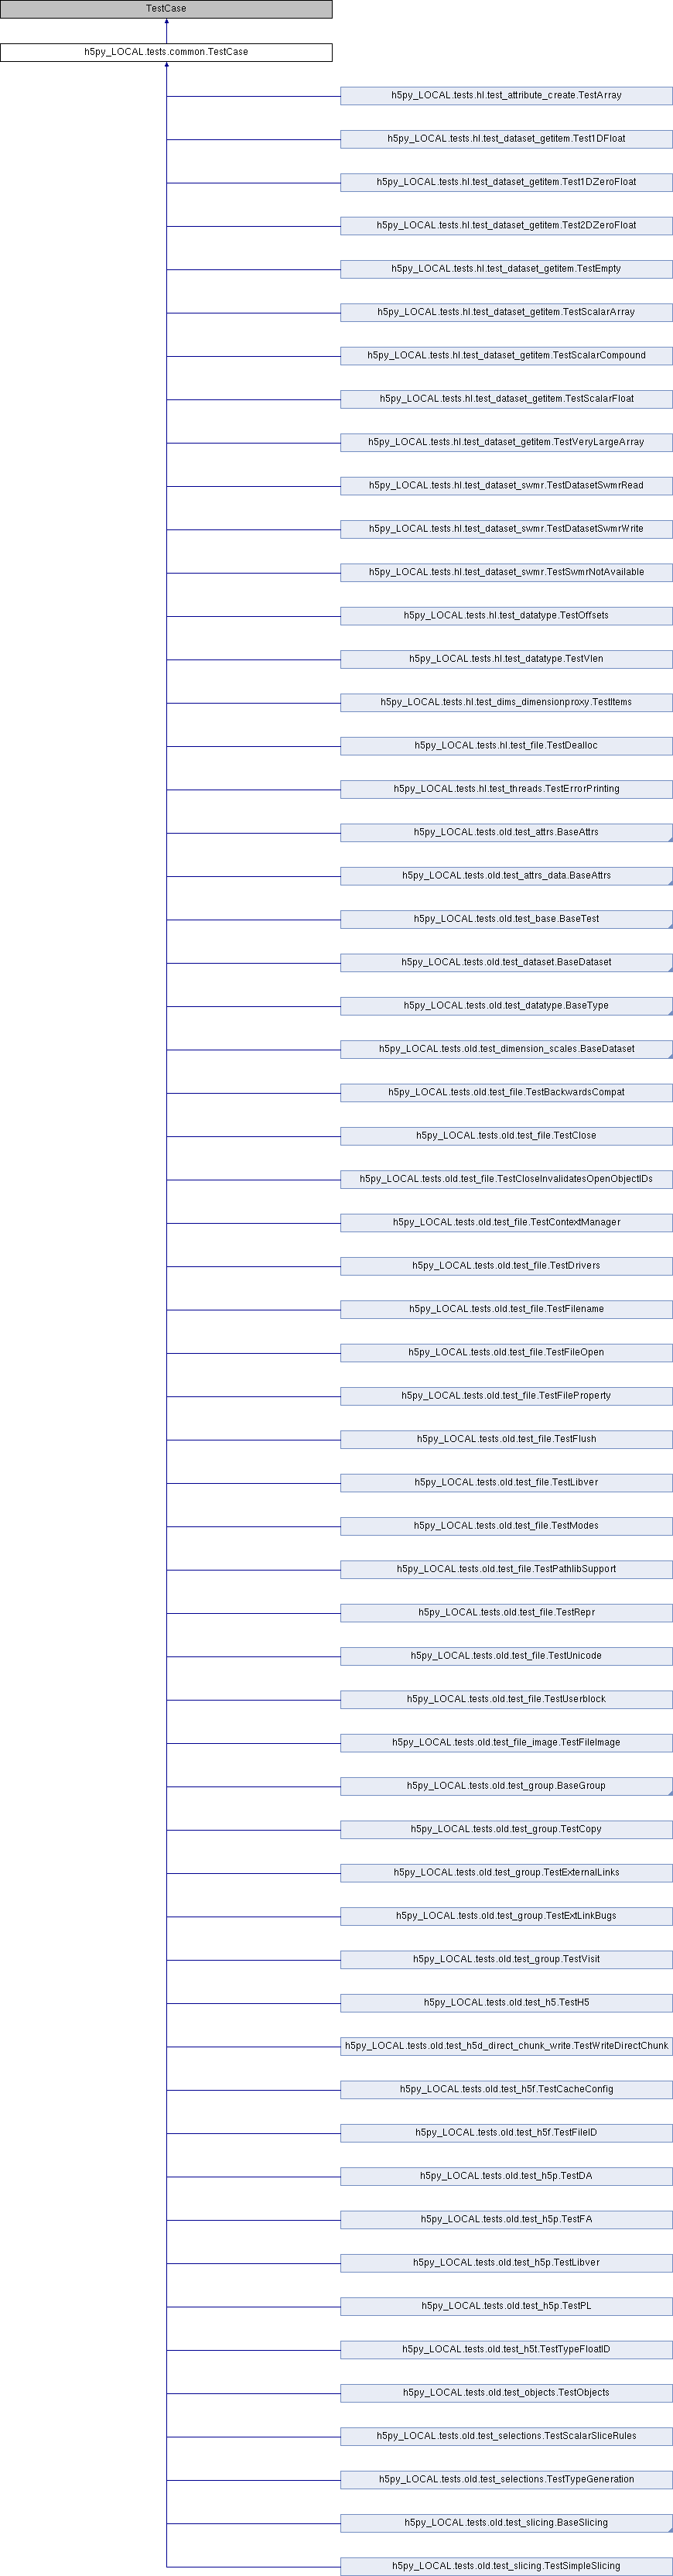 TestCase
h5py_LOCAL.tests.common.TestCase
h5py_LOCAL.tests.hl.test_attribute_create.TestArray
h5py_LOCAL.tests.hl.test_dataset_getitem.Test1DFloat
h5py_LOCAL.tests.hl.test_dataset_getitem.Test1DZeroFloat
h5py_LOCAL.tests.hl.test_dataset_getitem.Test2DZeroFloat
h5py_LOCAL.tests.hl.test_dataset_getitem.TestEmpty
h5py_LOCAL.tests.hl.test_dataset_getitem.TestScalarArray
h5py_LOCAL.tests.hl.test_dataset_getitem.TestScalarCompound
h5py_LOCAL.tests.hl.test_dataset_getitem.TestScalarFloat
h5py_LOCAL.tests.hl.test_dataset_getitem.TestVeryLargeArray
h5py_LOCAL.tests.hl.test_dataset_swmr.TestDatasetSwmrRead
h5py_LOCAL.tests.hl.test_dataset_swmr.TestDatasetSwmrWrite
h5py_LOCAL.tests.hl.test_dataset_swmr.TestSwmrNotAvailable
h5py_LOCAL.tests.hl.test_datatype.TestOffsets
h5py_LOCAL.tests.hl.test_datatype.TestVlen
h5py_LOCAL.tests.hl.test_dims_dimensionproxy.TestItems
h5py_LOCAL.tests.hl.test_file.TestDealloc
h5py_LOCAL.tests.hl.test_threads.TestErrorPrinting
h5py_LOCAL.tests.old.test_attrs.BaseAttrs
h5py_LOCAL.tests.old.test_attrs_data.BaseAttrs
h5py_LOCAL.tests.old.test_base.BaseTest
h5py_LOCAL.tests.old.test_dataset.BaseDataset
h5py_LOCAL.tests.old.test_datatype.BaseType
h5py_LOCAL.tests.old.test_dimension_scales.BaseDataset
h5py_LOCAL.tests.old.test_file.TestBackwardsCompat
h5py_LOCAL.tests.old.test_file.TestClose
h5py_LOCAL.tests.old.test_file.TestCloseInvalidatesOpenObjectIDs
h5py_LOCAL.tests.old.test_file.TestContextManager
h5py_LOCAL.tests.old.test_file.TestDrivers
h5py_LOCAL.tests.old.test_file.TestFilename
h5py_LOCAL.tests.old.test_file.TestFileOpen
h5py_LOCAL.tests.old.test_file.TestFileProperty
h5py_LOCAL.tests.old.test_file.TestFlush
h5py_LOCAL.tests.old.test_file.TestLibver
h5py_LOCAL.tests.old.test_file.TestModes
h5py_LOCAL.tests.old.test_file.TestPathlibSupport
h5py_LOCAL.tests.old.test_file.TestRepr
h5py_LOCAL.tests.old.test_file.TestUnicode
h5py_LOCAL.tests.old.test_file.TestUserblock
h5py_LOCAL.tests.old.test_file_image.TestFileImage
h5py_LOCAL.tests.old.test_group.BaseGroup
h5py_LOCAL.tests.old.test_group.TestCopy
h5py_LOCAL.tests.old.test_group.TestExternalLinks
h5py_LOCAL.tests.old.test_group.TestExtLinkBugs
h5py_LOCAL.tests.old.test_group.TestVisit
h5py_LOCAL.tests.old.test_h5.TestH5
h5py_LOCAL.tests.old.test_h5d_direct_chunk_write.TestWriteDirectChunk
h5py_LOCAL.tests.old.test_h5f.TestCacheConfig
h5py_LOCAL.tests.old.test_h5f.TestFileID
h5py_LOCAL.tests.old.test_h5p.TestDA
h5py_LOCAL.tests.old.test_h5p.TestFA
h5py_LOCAL.tests.old.test_h5p.TestLibver
h5py_LOCAL.tests.old.test_h5p.TestPL
h5py_LOCAL.tests.old.test_h5t.TestTypeFloatID
h5py_LOCAL.tests.old.test_objects.TestObjects
h5py_LOCAL.tests.old.test_selections.TestScalarSliceRules
h5py_LOCAL.tests.old.test_selections.TestTypeGeneration
h5py_LOCAL.tests.old.test_slicing.BaseSlicing
h5py_LOCAL.tests.old.test_slicing.TestSimpleSlicing